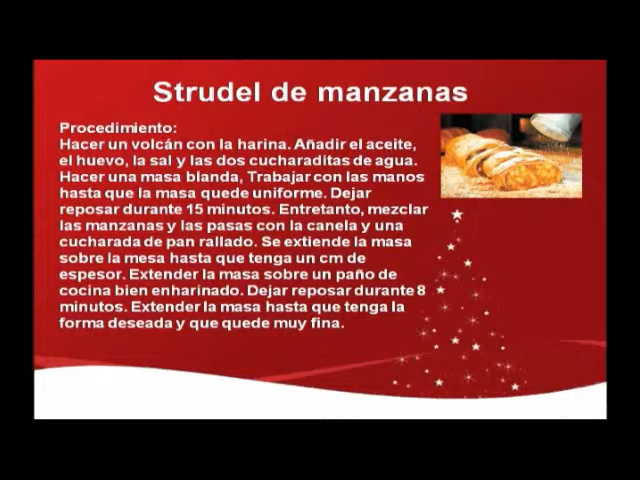 Strudel de manzanas
Procedimiento:
Hacer un volcán con la harina. Añadir el aceite,
el huevo, la sal y las dos cucharaditas de agua.
Hacer una masa blanda, Trabajar con las manos
hasta que la masa quede uniforme. Dejar
reposar durante 15 minutos. Entretanto, mezclar
las manzanas y las pasas con la canela y una
cucharada de pan rallado. Se extiende la masa
sobre la mesa hasta que tenga un cm de
espesor. Extender la masa sobre un paño de
cocina bien enharinado. Dejar reposar durante 8
minutos. Extender la masa hasta que tenga la
forma deseada y que quede muy fina.